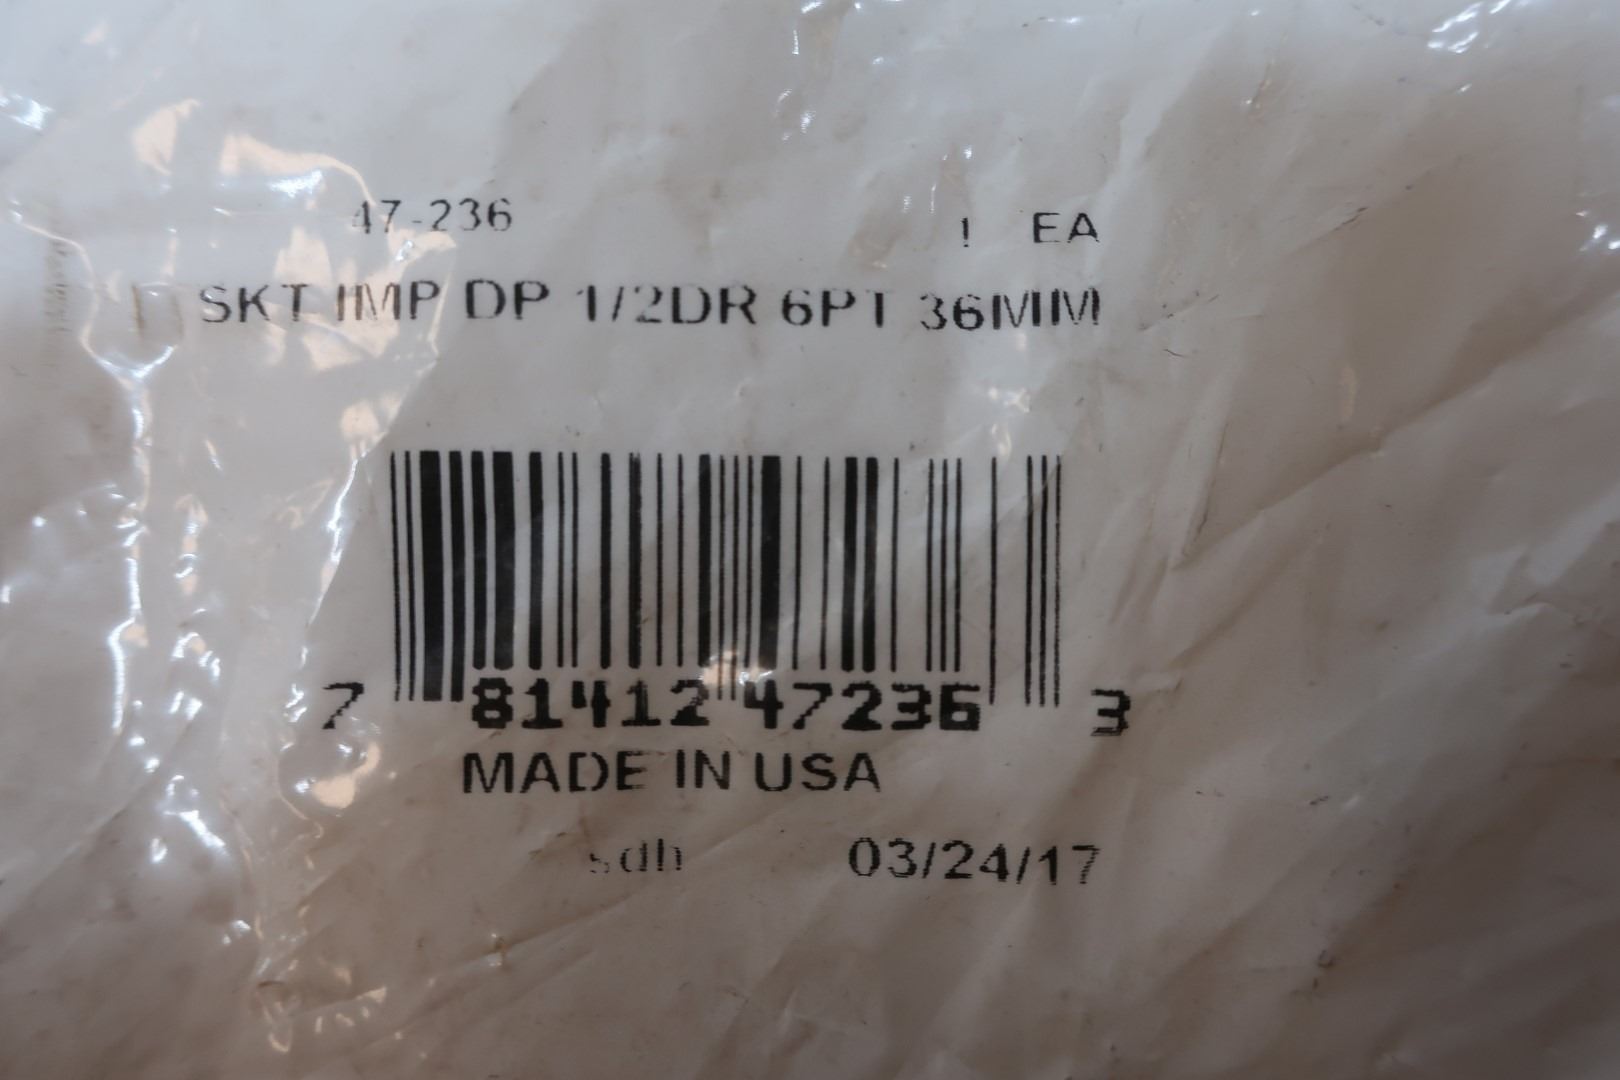 47-236 1 EA
SKT IMP DP 1/2DR 6PT 36MM
7 81412 47236 3
MADE IN USA
sdh 03/24/17